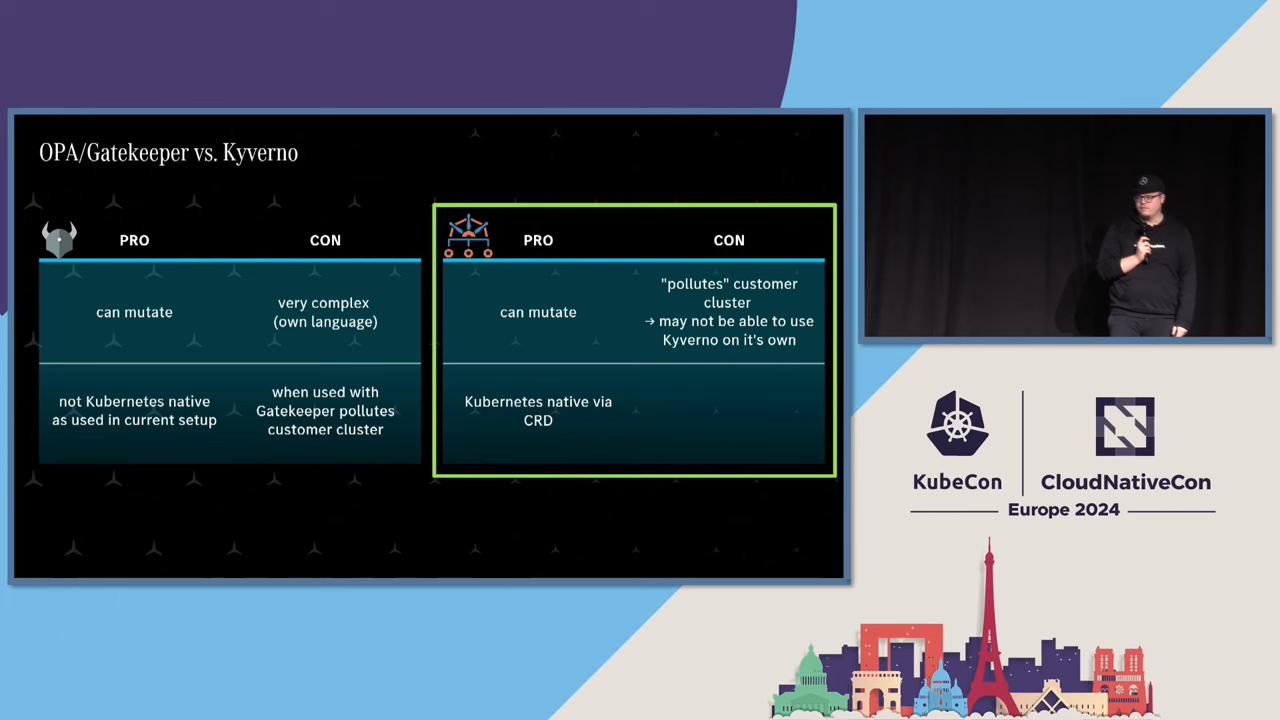 OPA/Gatekeeper vs. Kyverno
PRO
CON
can mutate
very complex
(own language)
not Kubernetes native
as used in current setup
when used with
Gatekeeper pollutes
customer cluster
PRO
CON
can mutate
"pollutes" customer
cluster
→ may not be able to use
Kyverno on it's own
Kubernetes native via
CRD
KubeCon
CloudNativeCon
Europe 2024